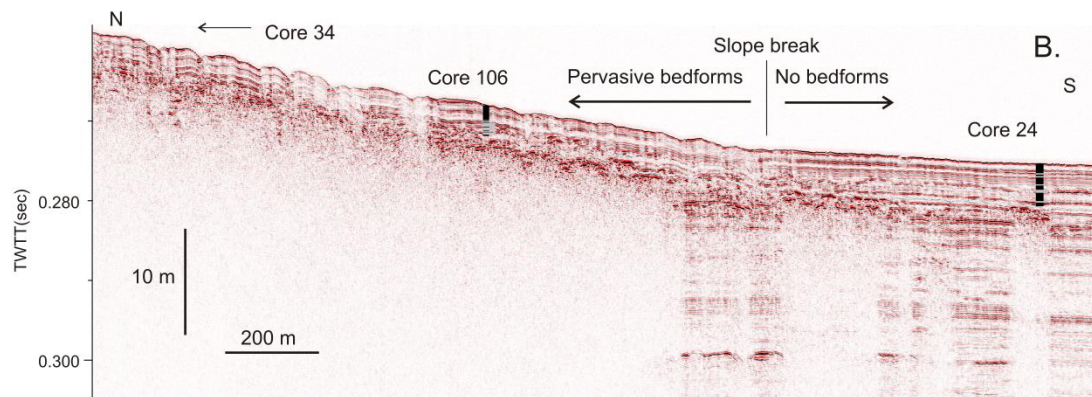 N
Core 34
B.
Slope break
Core 106
Pervasive bedforms
No bedforms
S
Core 24
0.280
TWTT(sec)
10 m
200 m
0.300